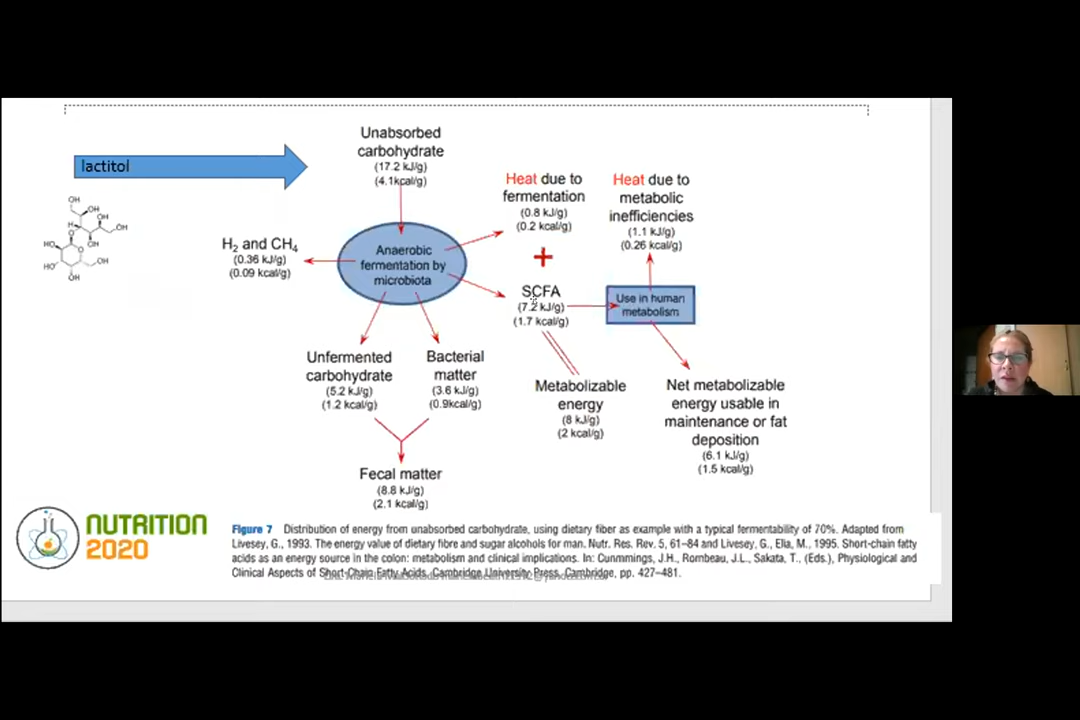 lactitol
Unabsorbed
carbohydrate
(17.2 kJ/g)
(4.1kcal/g)
Heat due to
fermentation
(0.8 kJ/g)
(0.2 kcal/g)
Heat due to
metabolic
inefficiencies
(1.1 kJ/g)
(0.26 kcal/g)
H2 and CH4
(0.36 kJ/g)
(0.09 kcal/g)
Anaerobic
fermentation by
microbiota
+
SCFA
(7.2 kJ/g)
(1.7 kcal/g)
Use in human
metabolism
Unfermented
carbohydrate
(5.2 kJ/g)
(1.2 kcal/g)
Bacterial
matter
(3.6 kJ/g)
(0.9kcal/g)
Metabolizable
energy
(8 kJ/g)
(2 kcal/g)
Net metabolizable
energy usable in
maintenance or fat
deposition
(6.1 kJ/g)
(1.5 kcal/g)
Fecal matter
(8.8 kJ/g)
(2.1 kcal/g)
NUTRITION
2020
Figure 7 Distribution of energy from unabsorbed carbohydrate, using dietary fiber as example with a typical fermentability of 70%. Adapted from
Livesey, G., 1993. The energy value of dietary fibre and sugar alcohols for man. Nutr. Res. Rev. 5, 61–84 and Livesey, G., Elia, M., 1995. Short-chain fatty
acids as an energy source in the colon: metabolism and clinical implications. In: Cunmmings, J.H., Rombeau, J.L., Sakata, T., (Eds.), Physiological and
Clinical Aspects of Short-Chain Fatty Acids. Cambridge University Press, Cambridge, pp. 427–481.